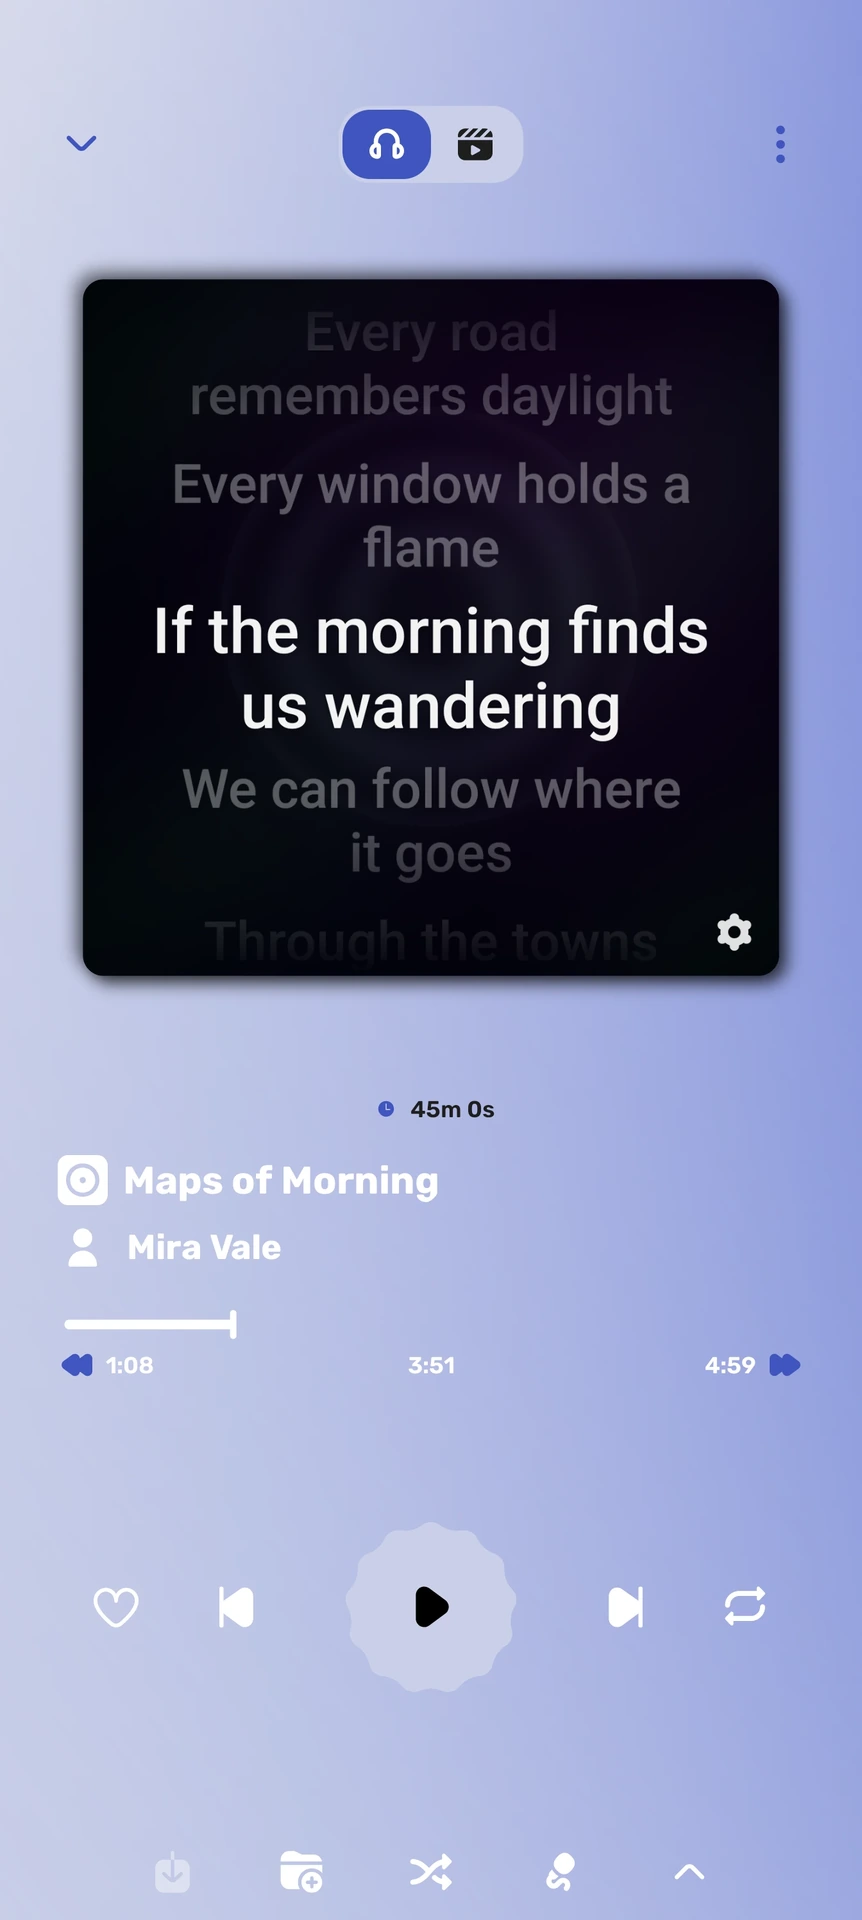 Every road
remembers daylight
Every window holds a
flame
If the morning finds
us wandering
We can follow where
it goes
Through the towns
45m 0s
Maps of Morning
Mira Vale
1:08 3:51 4:59